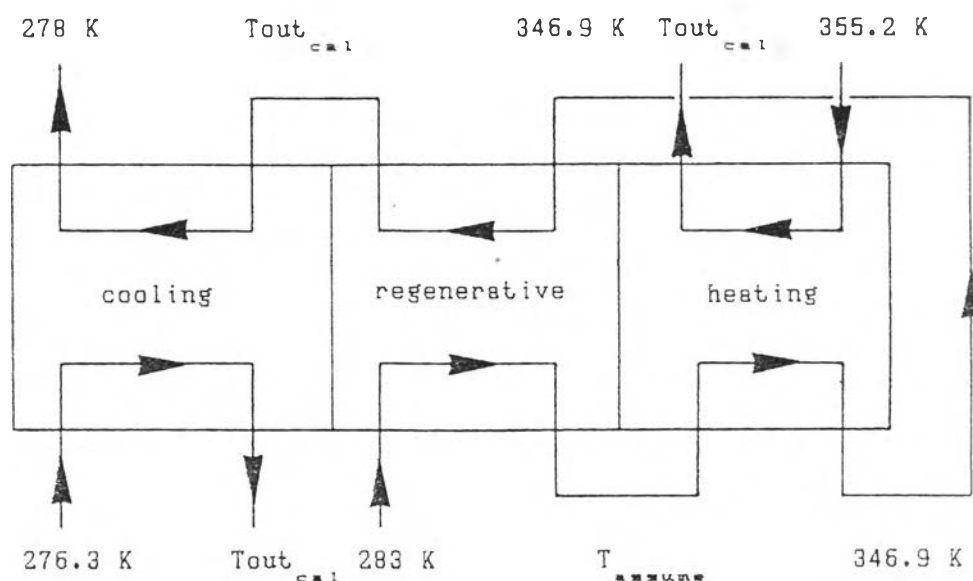 278 K Tout cal 346.9 K Tout cal 355.2 K
cooling regenerative heating
276.3 K Tout cal 283 K T assume 346.9 K